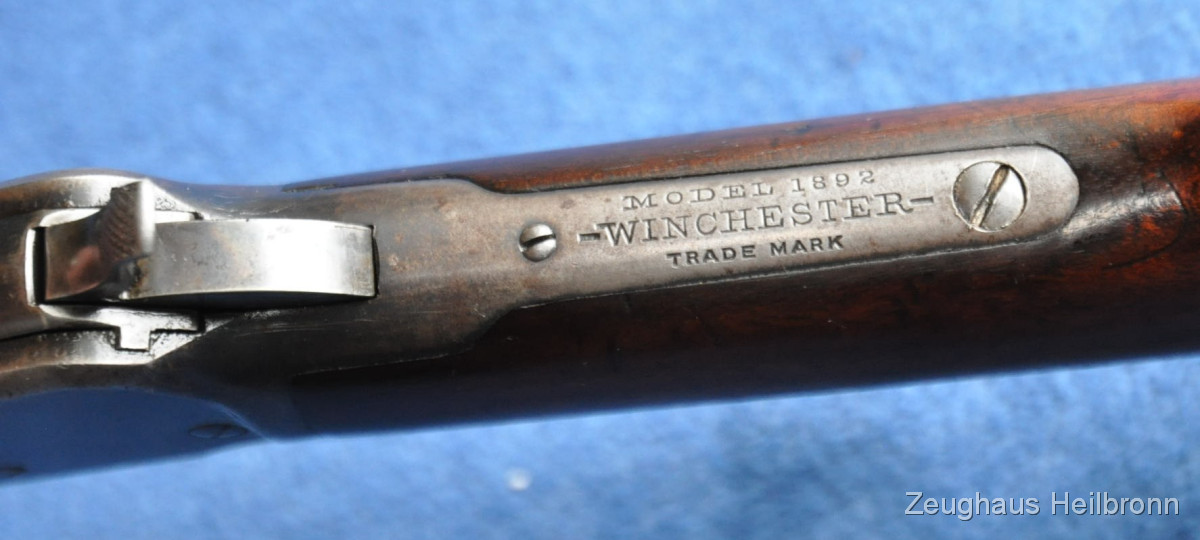 MODEL 1892
-WINCHESTER-
TRADE MARK
Zeughaus Heilbronn